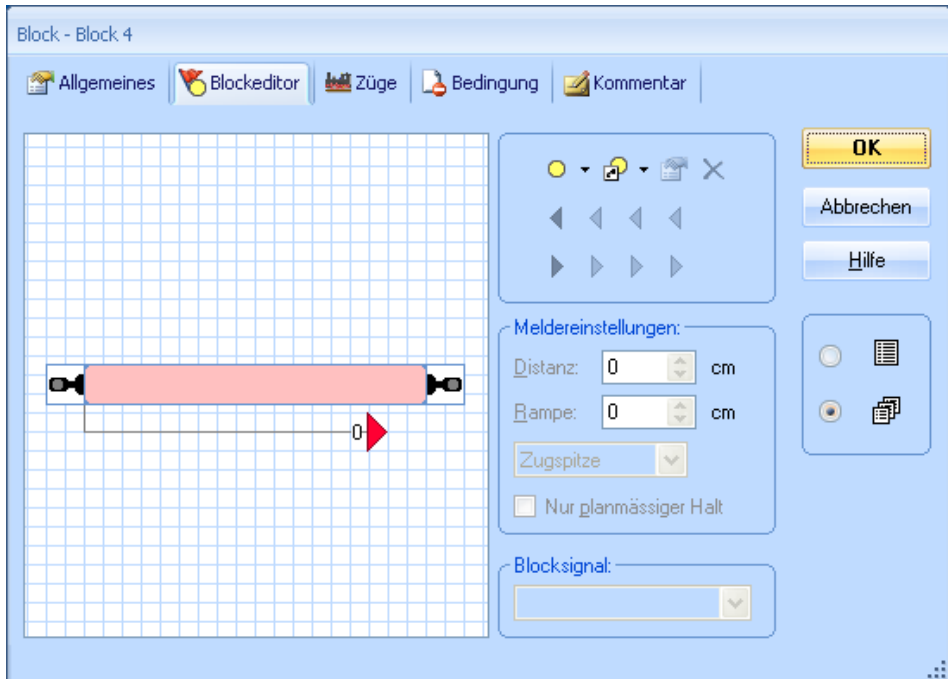 Block - Block 4
Allgemeines
Blockeditor
Züge
Bedingung
Kommentar
OK
Abbrechen
Hilfe
Meldereinstellungen:
Distanz: 0 cm
Rampe: 0 cm
Zugspitze
Nur planmässiger Halt
0
Blocksignal: